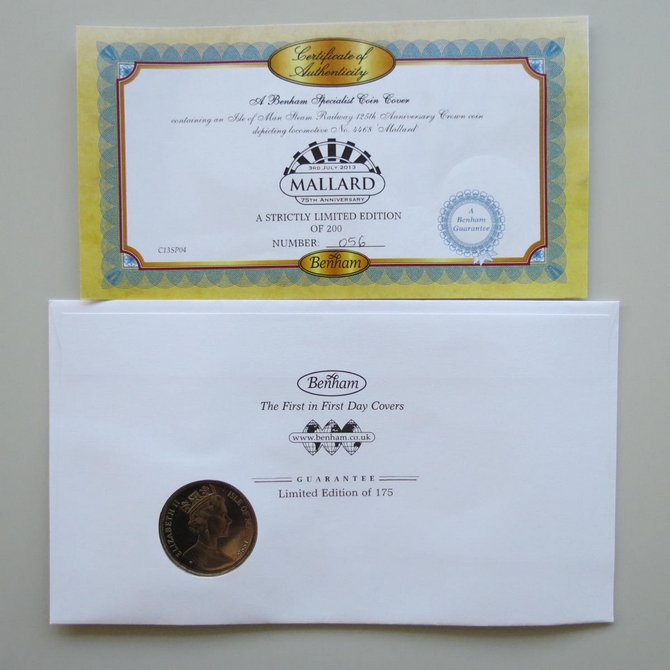 Certificate of
Authenticity
A Benham Specialist Coin Cover
containing an Isle of Man Steam Railway 125th Anniversary Crown coin
depicting locomotive No. 4468 'Mallard'
3RD JULY 2013
MALLARD
75TH ANNIVERSARY
A STRICTLY LIMITED EDITION
OF 200
NUMBER: 056
A
Benham
Guarantee
C13SP04
Benham
Benham
The First in First Day Covers
www.benham.co.uk
GUARANTEE
Limited Edition of 175
ELIZABETH II
ISLE OF MAN